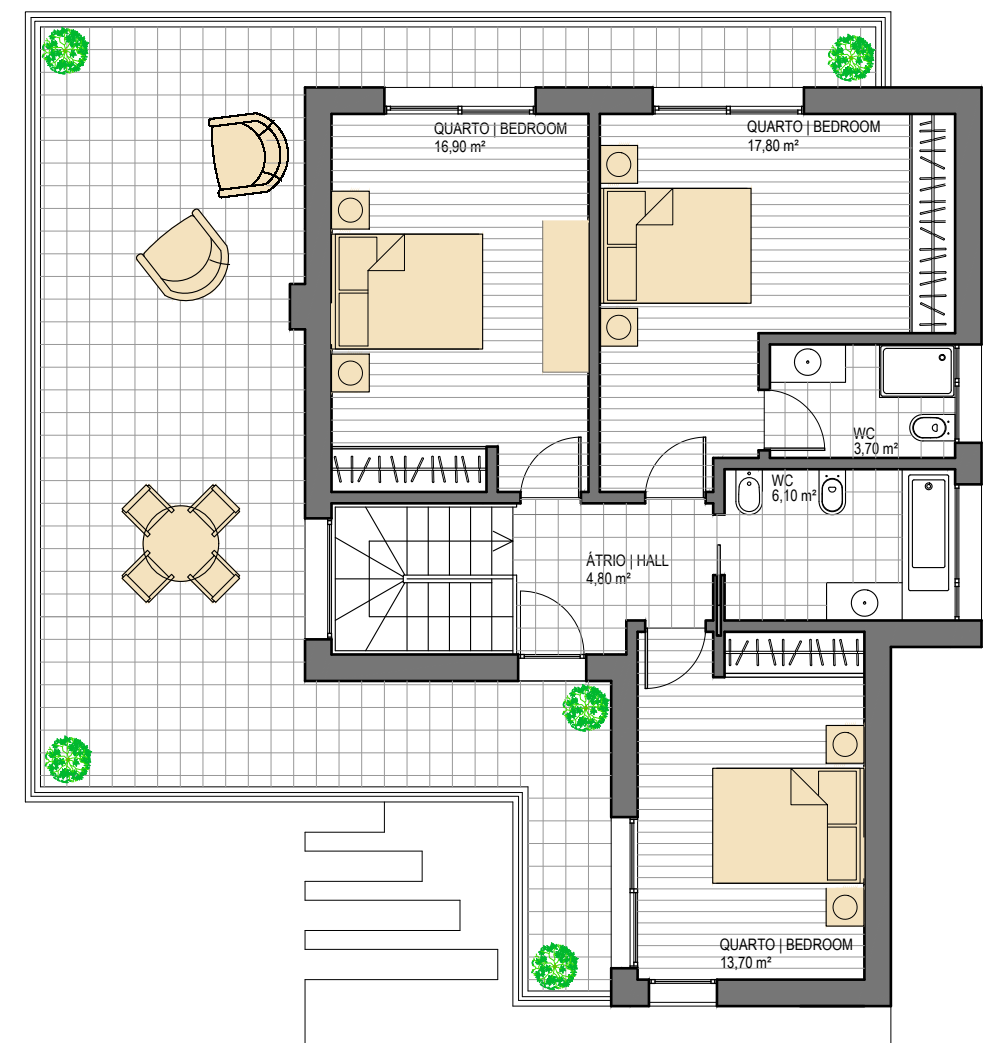 QUARTO | BEDROOM
16,90 m²
QUARTO | BEDROOM
17,80 m²
WC
3,70 m²
WC
6,10 m²
ÁTRIO | HALL
4,80 m²
QUARTO | BEDROOM
13,70 m²